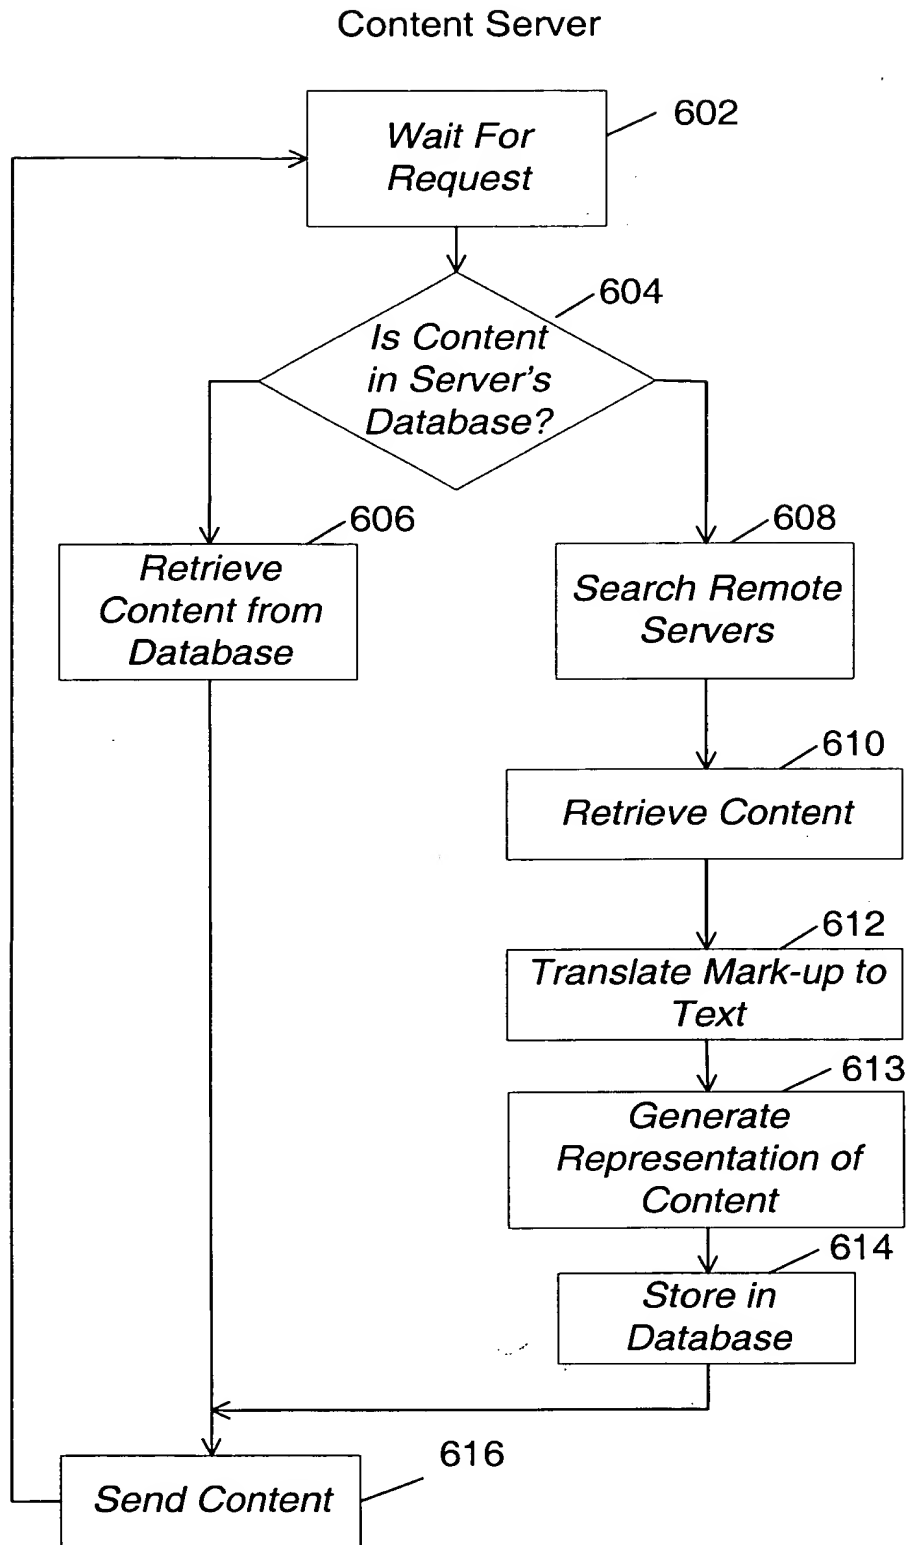 Content Server
Wait For
Request
602
604
Is Content
in Server's
Database?
606
Retrieve
Content from
Database
608
Search Remote
Servers
610
Retrieve Content
612
Translate Mark-up to
Text
613
Generate
Representation of
Content
614
Store in
Database
616
Send Content